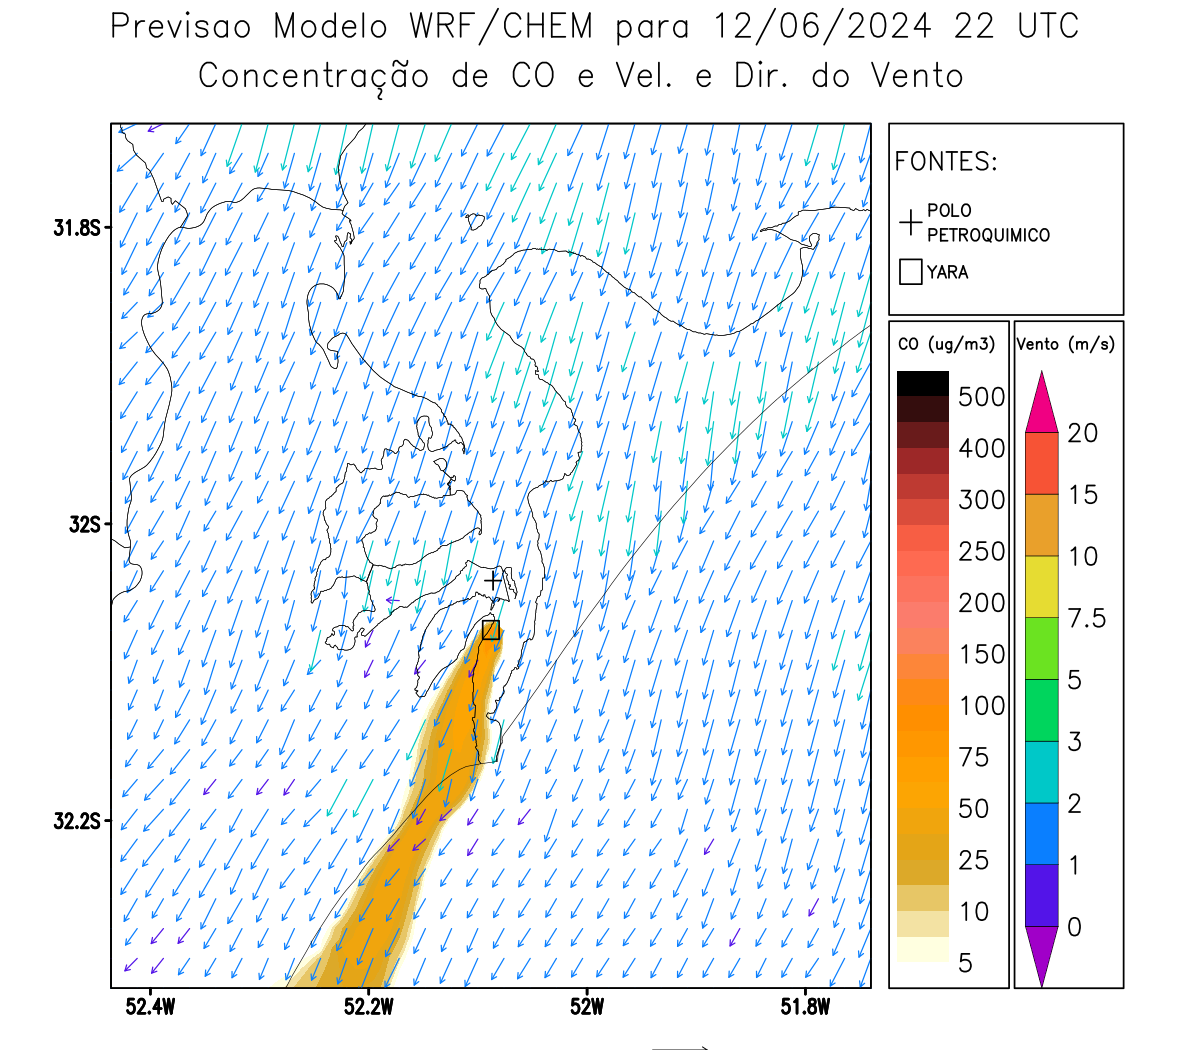 Previsao Modelo WRF/CHEM para 12/06/2024 22 UTC
Concentração de CO e Vel. e Dir. do Vento
FONTES:
POLO
PETROQUIMICO
YARA
CO (ug/m3)
500
400
300
250
200
150
100
75
50
25
10
5
Vento (m/s)
20
15
10
7.5
5
3
2
1
0
31.8S
32S
32.2S
52.4W
52.2W
52W
51.8W